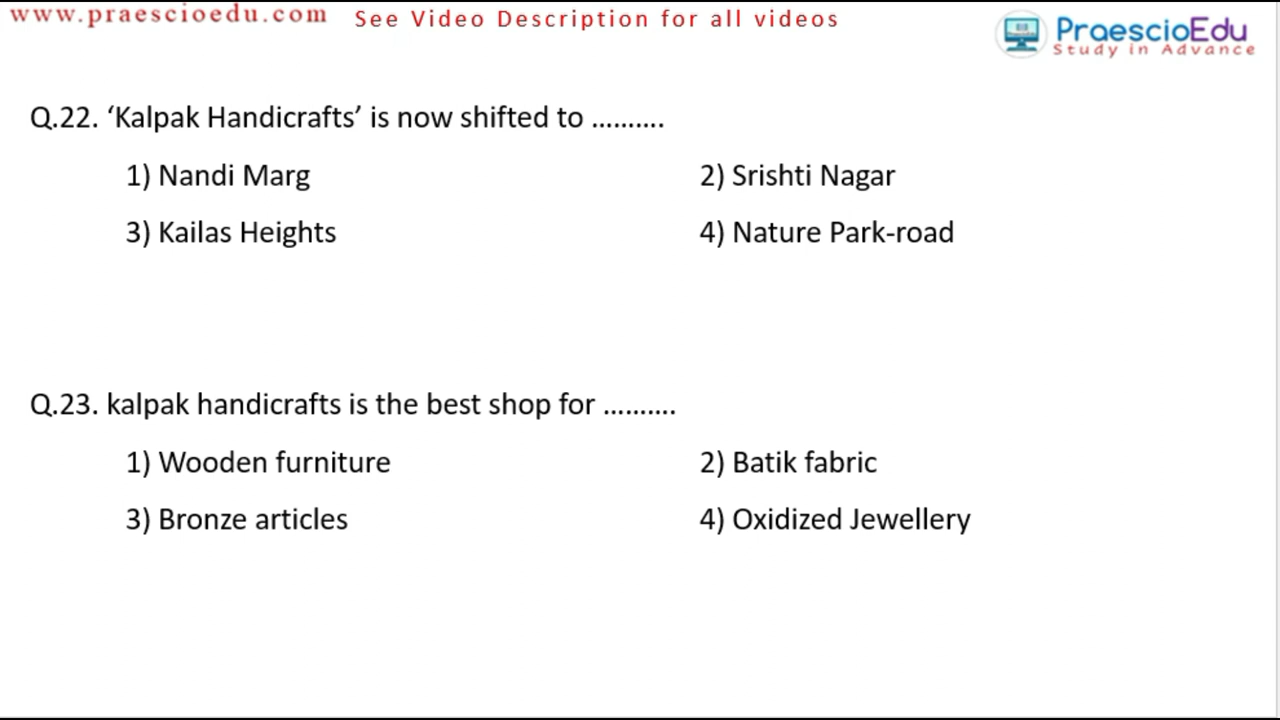 www.praescioedu.com See Video Description for all videos
PraescioEdu
Study in Advance
Q.22. ‘Kalpak Handicrafts’ is now shifted to ..........
1) Nandi Marg 2) Srishti Nagar
3) Kailas Heights 4) Nature Park-road
Q.23. kalpak handicrafts is the best shop for ..........
1) Wooden furniture 2) Batik fabric
3) Bronze articles 4) Oxidized Jewellery